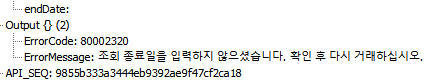 endDate:
Output {} (2)
ErrorCode: 80002320
ErrorMessage: 조회 종료일을 입력하지 않으셨습니다. 확인 후 다시 거래하십시오.
API_SEQ: 9855b333a3444eb9392ae9f47cf2ca18